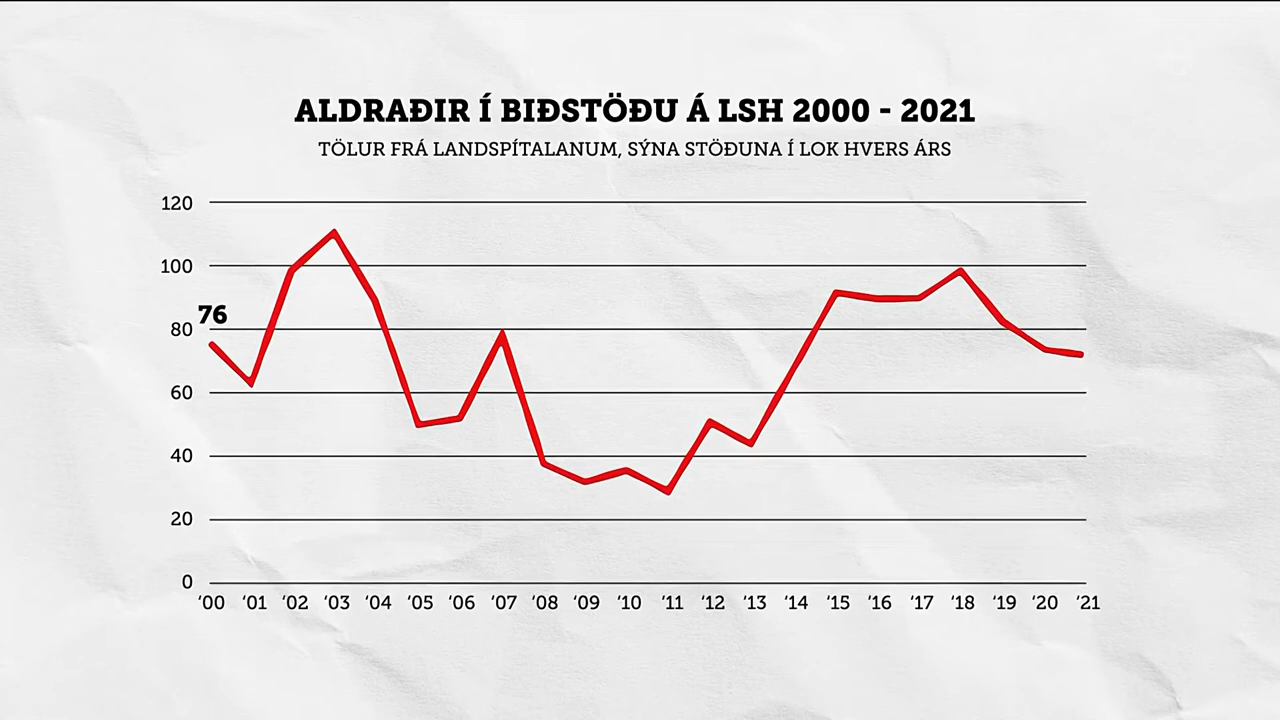 ALDRAÐIR Í BIÐSTÖÐU Á LSH 2000 - 2021
TÖLUR FRÁ LANDSPÍTALANUM, SÝNA STÖÐUNA Í LOK HVERS ÁRS
120
100
76
80
60
40
20
0
'00 '01 '02 '03 '04 '05 '06 '07 '08 '09 '10 '11 '12 '13 '14 '15 '16 '17 '18 '19 '20 '21